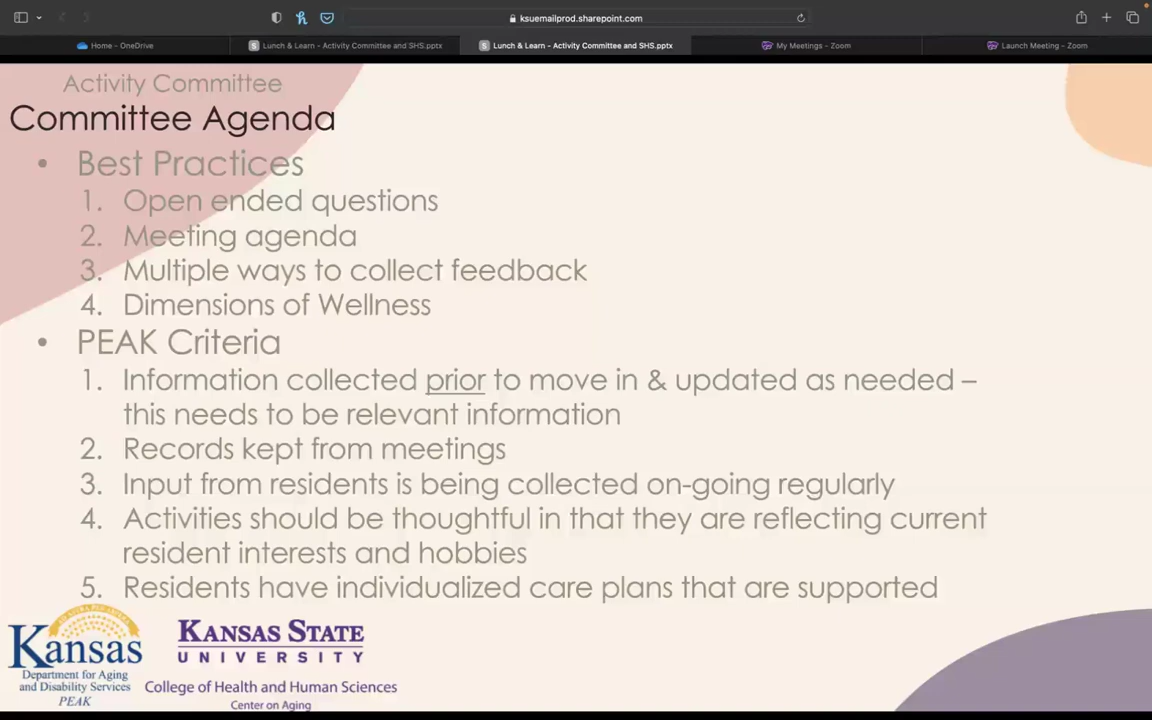 ksuemailprod.sharepoint.com
Home - OneDrive
Lunch & Learn - Activity Committee and SHS.pptx
Lunch & Learn - Activity Committee and SHS.pptx
My Meetings - Zoom
Launch Meeting - Zoom
Activity Committee
Committee Agenda
• Best Practices
1. Open ended questions
2. Meeting agenda
3. Multiple ways to collect feedback
4. Dimensions of Wellness
• PEAK Criteria
1. Information collected prior to move in & updated as needed –
this needs to be relevant information
2. Records kept from meetings
3. Input from residents is being collected on-going regularly
4. Activities should be thoughtful in that they are reflecting current
resident interests and hobbies
5. Residents have individualized care plans that are supported
Kansas
Department for Aging
and Disability Services
PEAK
KANSAS STATE
UNIVERSITY
College of Health and Human Sciences
Center on Aging